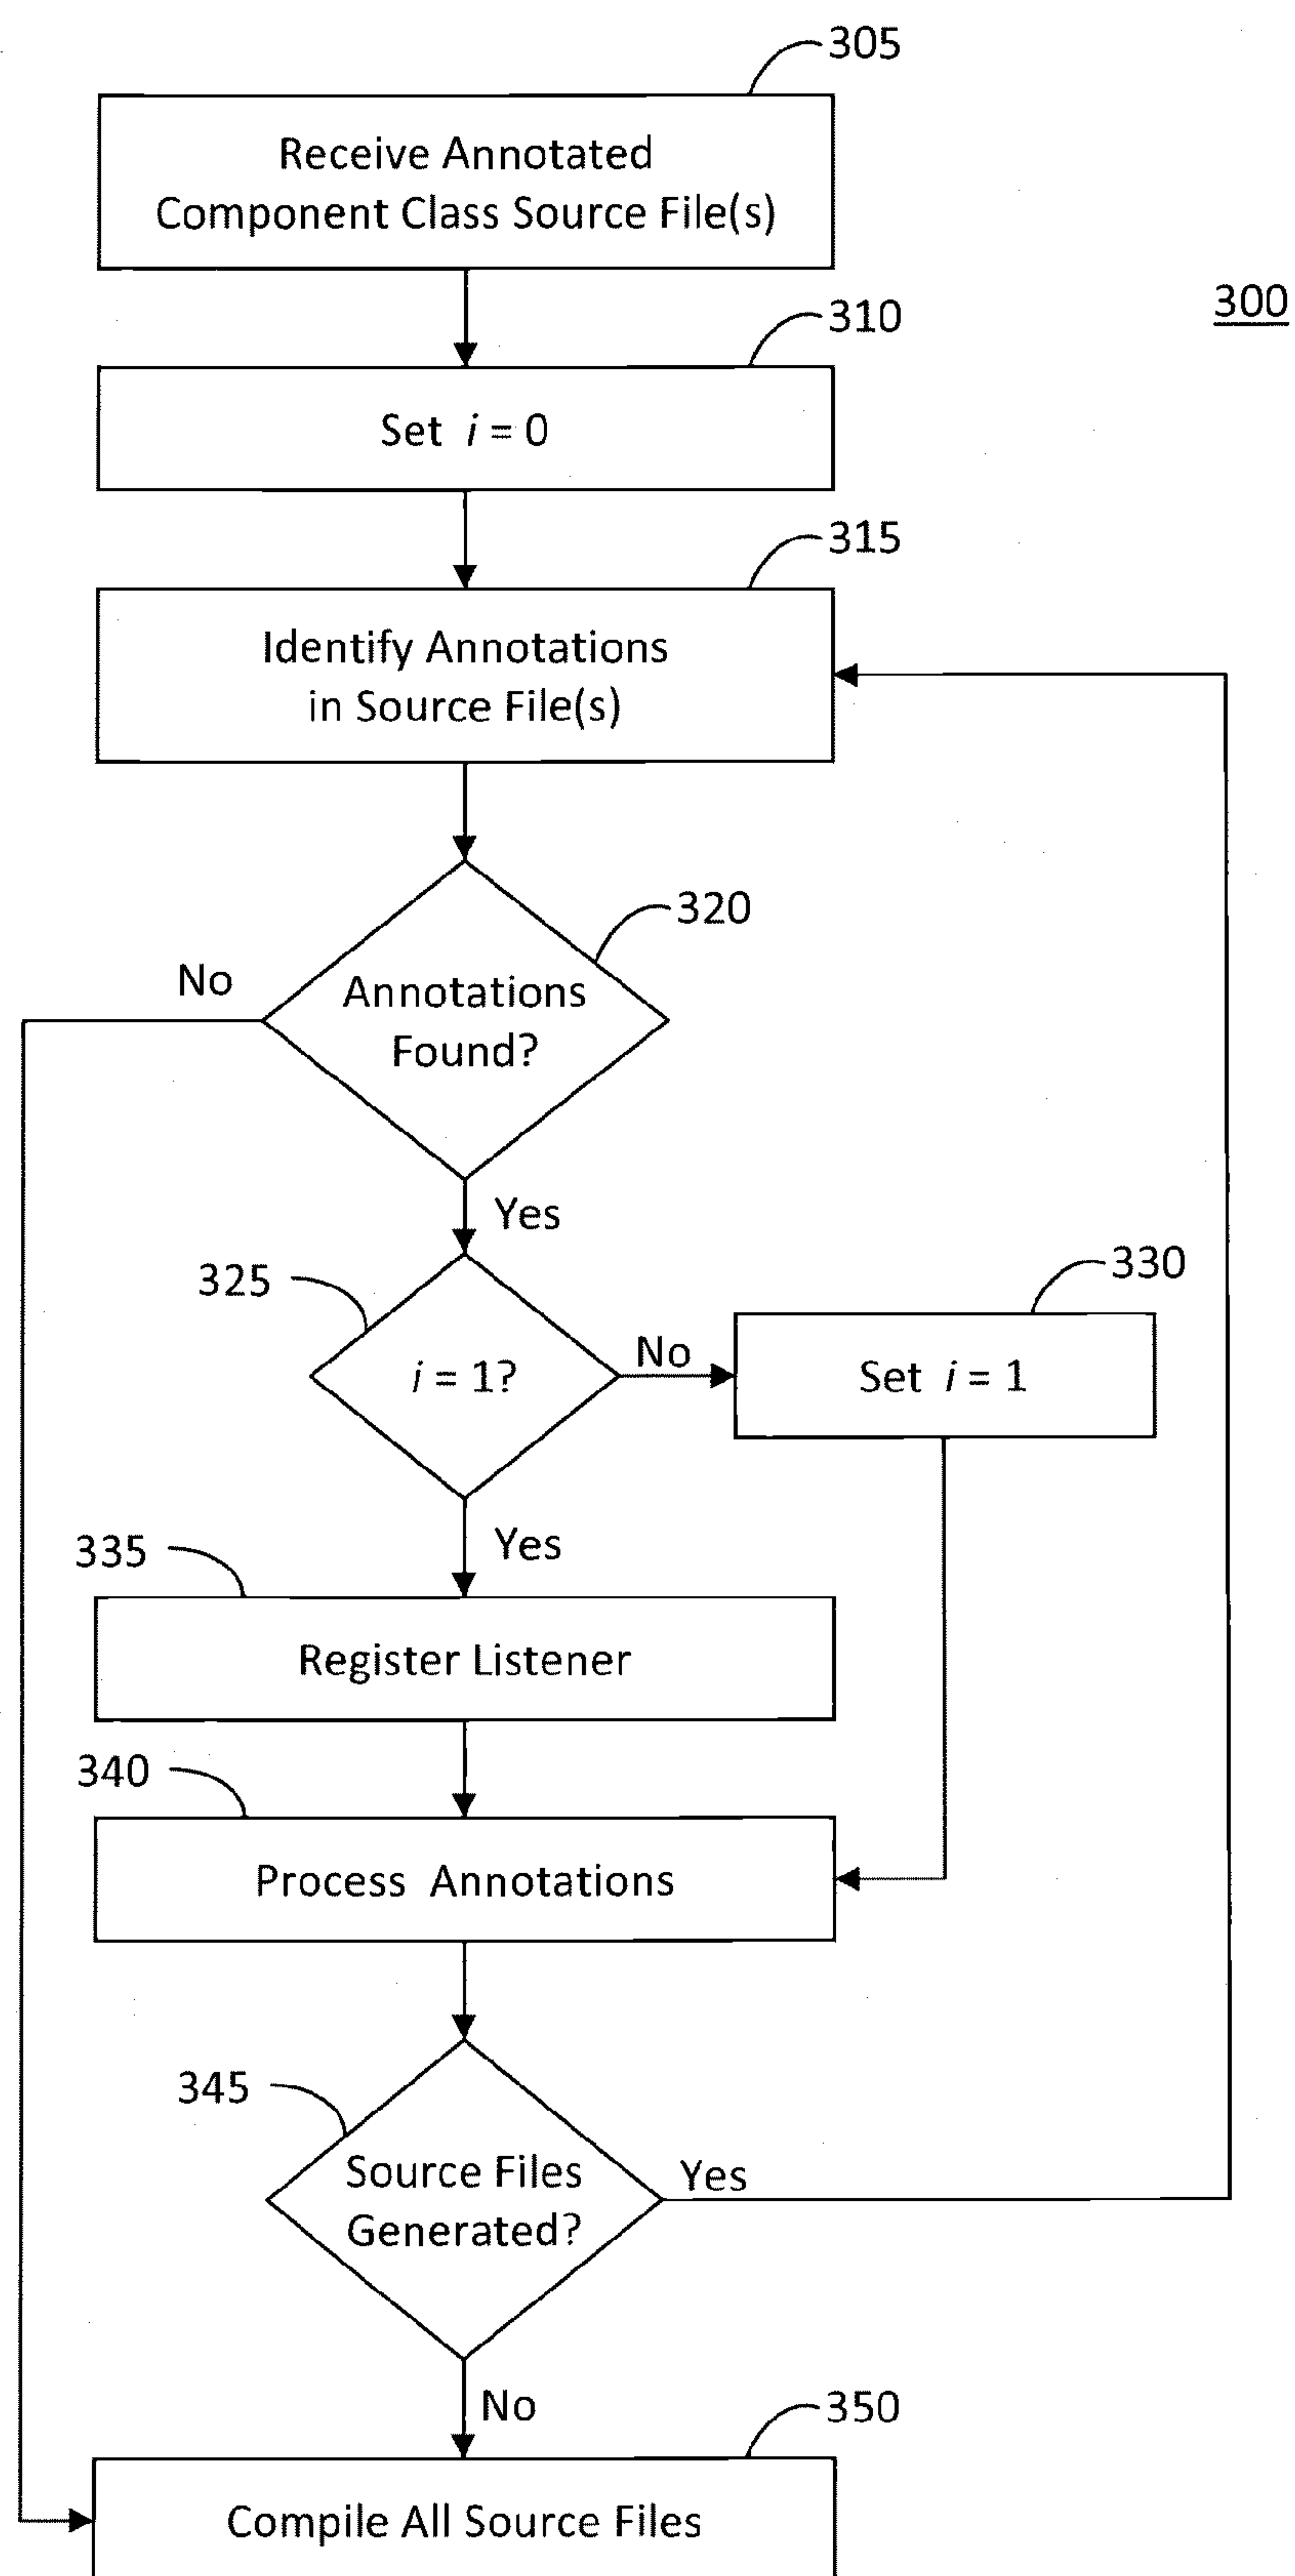 305
Receive Annotated
Component Class Source File(s)
300
310
Set i = 0
315
Identify Annotations
in Source File(s)
320
No
Annotations
Found?
Yes
325
330
i = 1?
No
Set i = 1
Yes
335
Register Listener
340
Process Annotations
345
Source Files
Generated?
Yes
No
350
Compile All Source Files